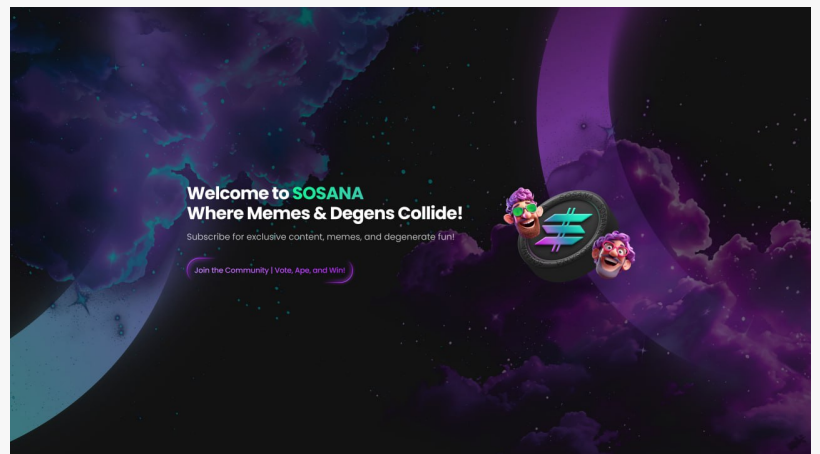 Welcome to SOSANA
Where Memes & Degens Collide!
Subscribe for exclusive content, memes, and degenerate fun!
Join the Community | Vote, Ape, and Win!